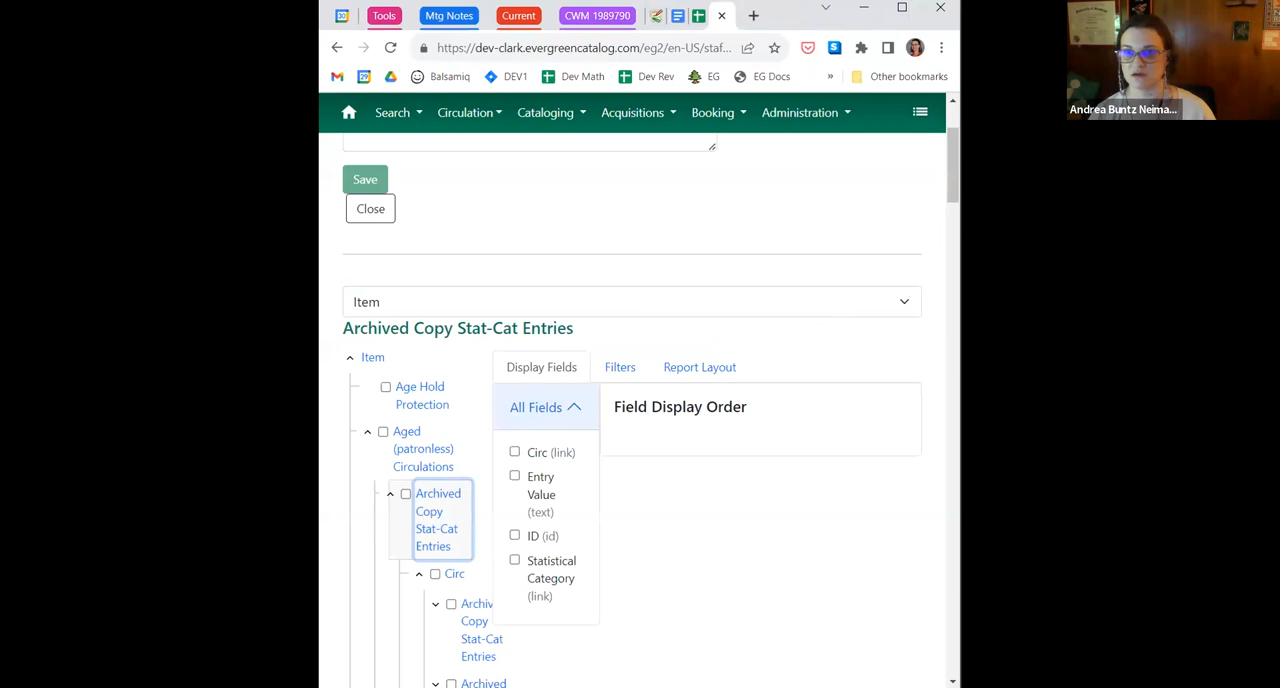 Tools
Mtg Notes
Current
CWM 1989790
https://dev-clark.evergreencatalog.com/eg2/en-US/staf...
Balsamiq
DEV1
Dev Math
Dev Rev
EG
EG Docs
»
Other bookmarks
Search
Circulation
Cataloging
Acquisitions
Booking
Administration
Save
Close
Item
Archived Copy Stat-Cat Entries
Item
Age Hold
Protection
Aged
(patronless)
Circulations
Archived
Copy
Stat-Cat
Entries
Circ
Archiv
Copy
Stat-Cat
Entries
Archived
Display Fields
Filters
Report Layout
All Fields
Circ (link)
Entry
Value
(text)
ID (id)
Statistical
Category
(link)
Field Display Order
Andrea Buntz Neima...